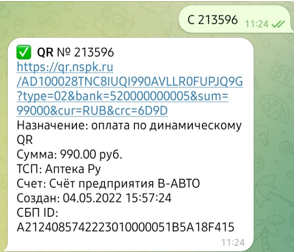 С 213596
11:24
✅ QR № 213596
https://qr.nspk.ru
/AD100028TNC8IUQI990AVLLR0FUPJQ9G
?type=02&bank=520000000005&sum=
99000&cur=RUB&crc=6D9D
Назначение: оплата по динамическому
QR
Сумма: 990.00 руб.
ТСП: Аптека Ру
Счет: Счёт предприятия В-АВТО
Создан: 04.05.2022 15:57:24
СБП ID:
A2124085742223010000051B5A18F415
11:24